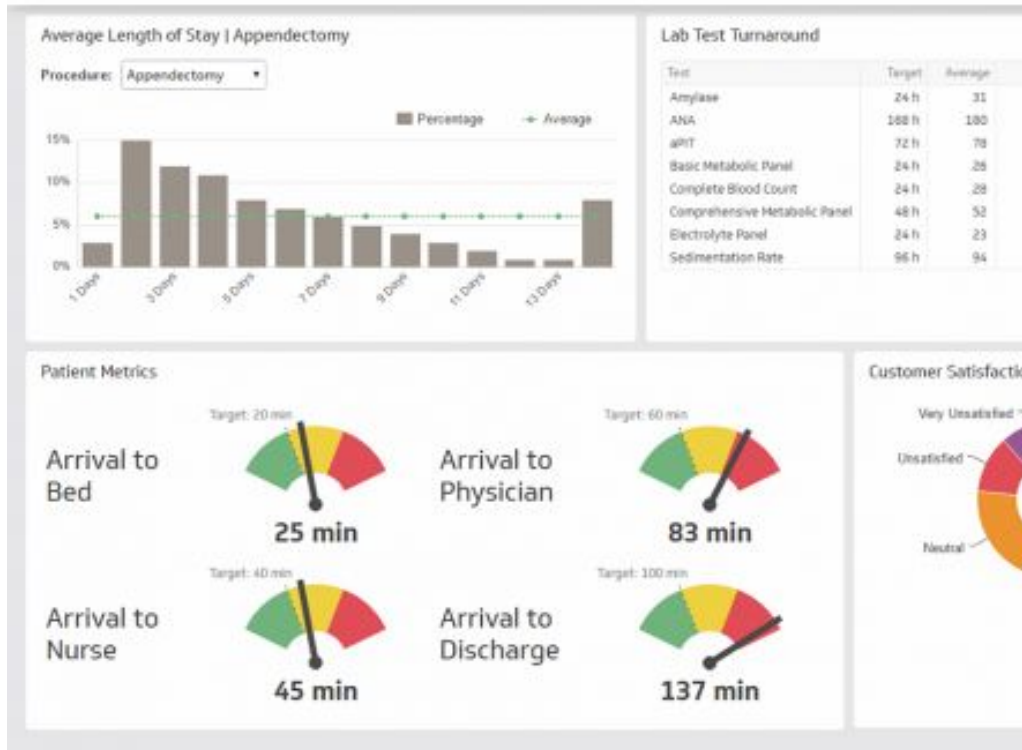 Average Length of Stay | Appendectomy
Procedure: Appendectomy
Percentage Average
15%
10%
5%
0%
1 Days 3 Days 5 Days 7 Days 9 Days 11 Days 13 Days
Lab Test Turnaround
Test Target Average
Amylase 24 h 31
ANA 168 h 180
aPIT 72 h 78
Basic Metabolic Panel 24 h 26
Complete Blood Count 24 h 28
Comprehensive Metabolic Panel 48 h 52
Electrolyte Panel 24 h 23
Sedimentation Rate 96 h 94
Patient Metrics
Target: 20 min
Arrival to
Bed
25 min
Target: 60 min
Arrival to
Physician
83 min
Target: 40 min
Arrival to
Nurse
45 min
Target: 100 min
Arrival to
Discharge
137 min
Customer Satisfactio
Very Unsatisfied
Unsatisfied
Neutral